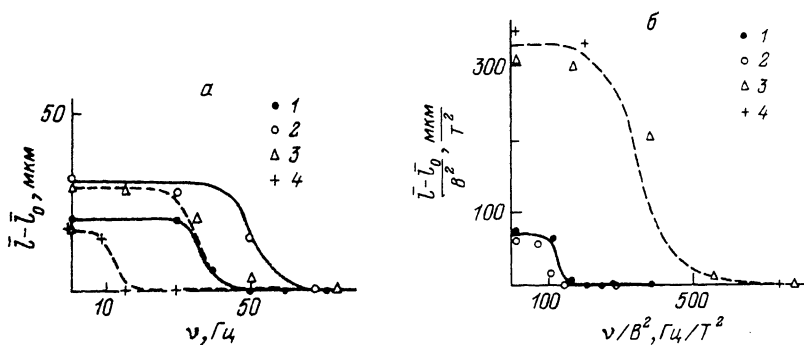 а
50
• 1
○ 2
△ 3
+ 4
l̄-l̄₀, мкм
10
50
ν, Гц
б
300
100
• 1
○ 2
△ 3
+ 4
(l̄-l̄₀)/B², мкм/T²
100
500
ν/B², Гц/T²